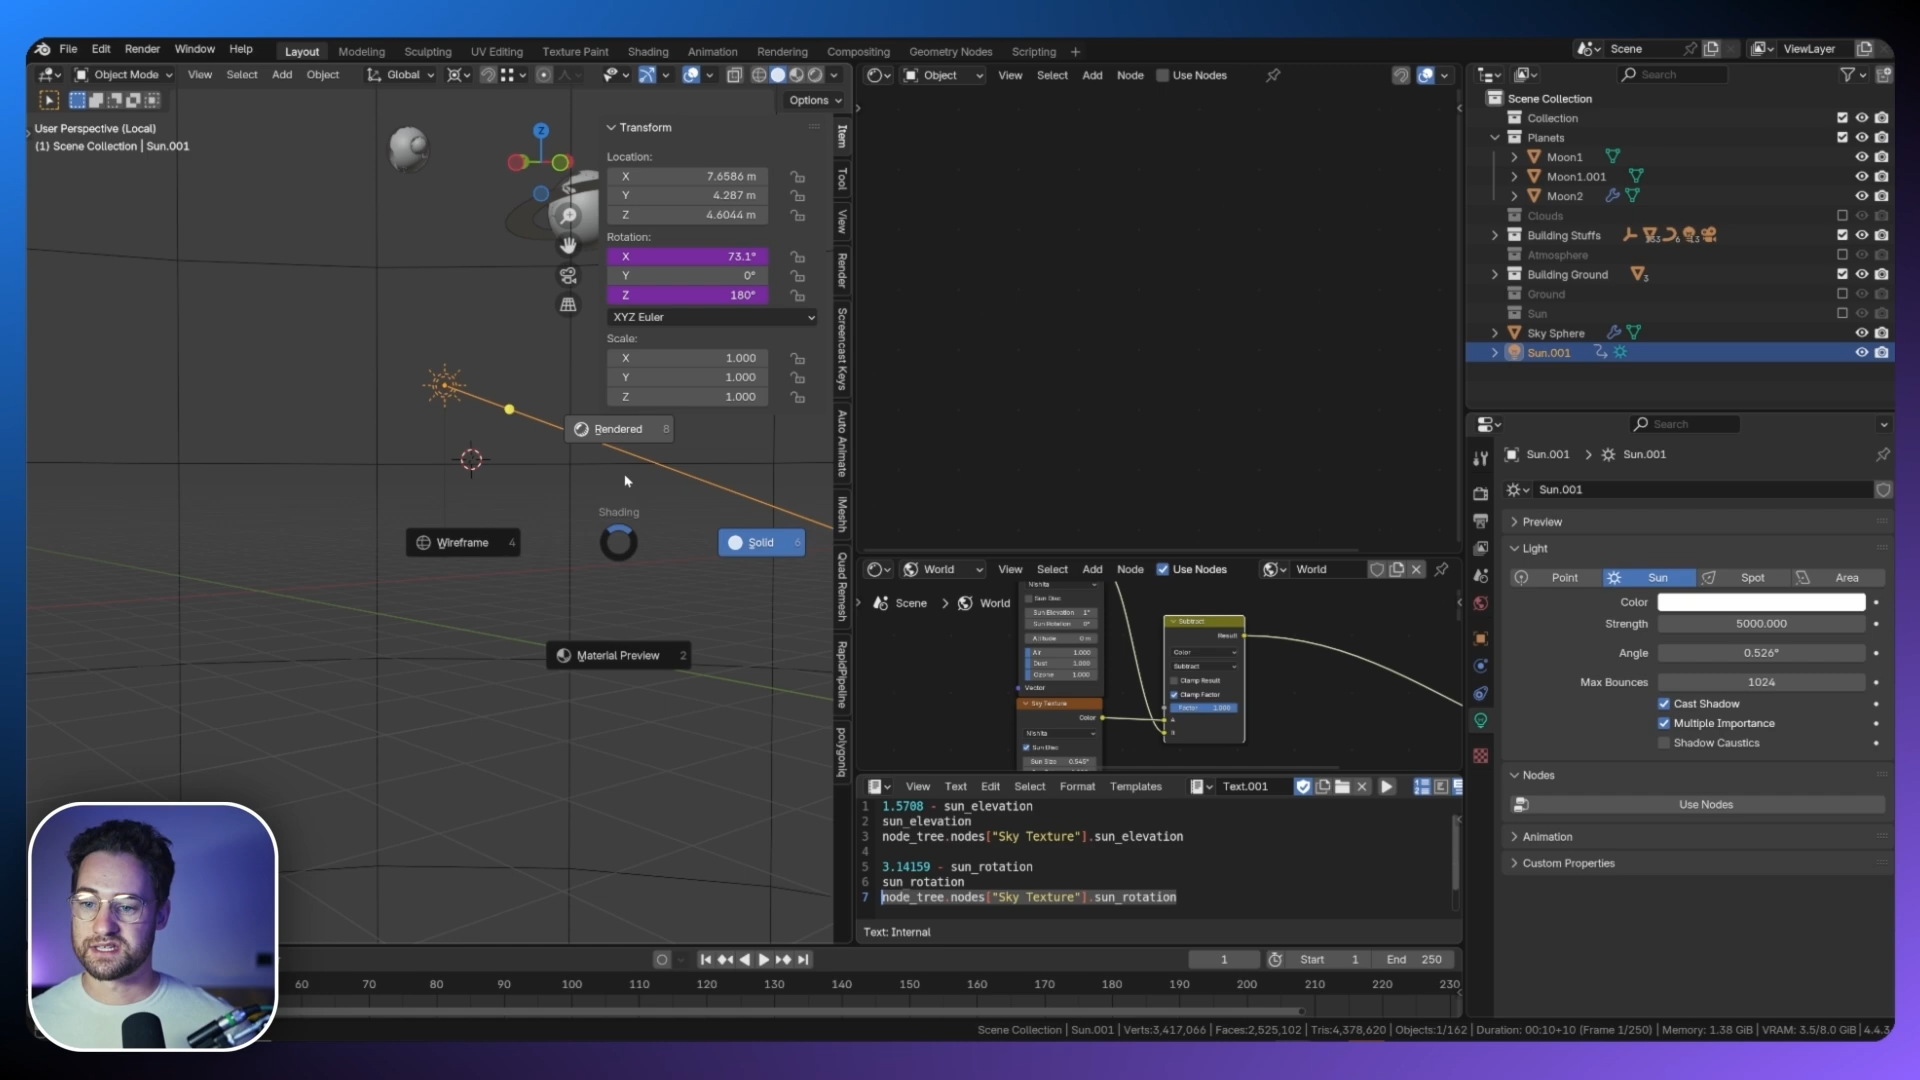 File Edit Render Window Help
Layout Modeling Sculpting UV Editing Texture Paint Shading Animation Rendering Compositing Geometry Nodes Scripting +
Scene
ViewLayer
Object Mode View Select Add Object Global
Options
User Perspective (Local)
(1) Scene Collection | Sun.001
Z
Transform
Location:
X 7.6586 m
Y 4.287 m
Z 4.6044 m
Rotation:
X 73.1°
Y 0°
Z 180°
XYZ Euler
Scale:
X 1.000
Y 1.000
Z 1.000
Item
Tool
View
Render
Screencast Keys
Auto Animate
iMeshh
Quad Remesh
RapidPipeline
polygoniq
Rendered 8
Shading
Wireframe 4
Solid 6
Material Preview 2
Object View Select Add Node Use Nodes
World View Select Add Node Use Nodes World
Scene > World
Nishita
Sun Disc
Sun Elevation 1°
Sun Rotation 0°
Altitude 0 m
Air 1.000
Dust 1.000
Ozone 1.000
Vector
Sky Texture
Color
Nishita
Sun Disc
Sun Size 0.545°
Subtract
Result
Color
Subtract
Clamp Result
Clamp Factor
Factor 1.000
A
B
View Text Edit Select Format Templates Text.001
1 1.5708 - sun_elevation
2 sun_elevation
3 node_tree.nodes["Sky Texture"].sun_elevation
4
5 3.14159 - sun_rotation
6 sun_rotation
7 node_tree.nodes["Sky Texture"].sun_rotation
Text: Internal
1 Start 1 End 250
60 70 80 90 100 110 120 130 140 150 160 170 180 190 200 210 220 230
Scene Collection | Sun.001 | Verts:3,417,066 | Faces:2,525,102 | Tris:4,378,620 | Objects:1/162 | Duration: 00:10+10 (Frame 1/250) | Memory: 1.38 GiB | VRAM: 3.5/8.0 GiB | 4.4.3
Search
Scene Collection
Collection
Planets
Moon1
Moon1.001
Moon2
Clouds
Building Stuffs
Atmosphere
Building Ground 3
Ground
Sun
Sky Sphere
Sun.001
Search
Sun.001 > Sun.001
Sun.001
Preview
Light
Point Sun Spot Area
Color
Strength 5000.000
Angle 0.526°
Max Bounces 1024
Cast Shadow
Multiple Importance
Shadow Caustics
Nodes
Use Nodes
Animation
Custom Properties